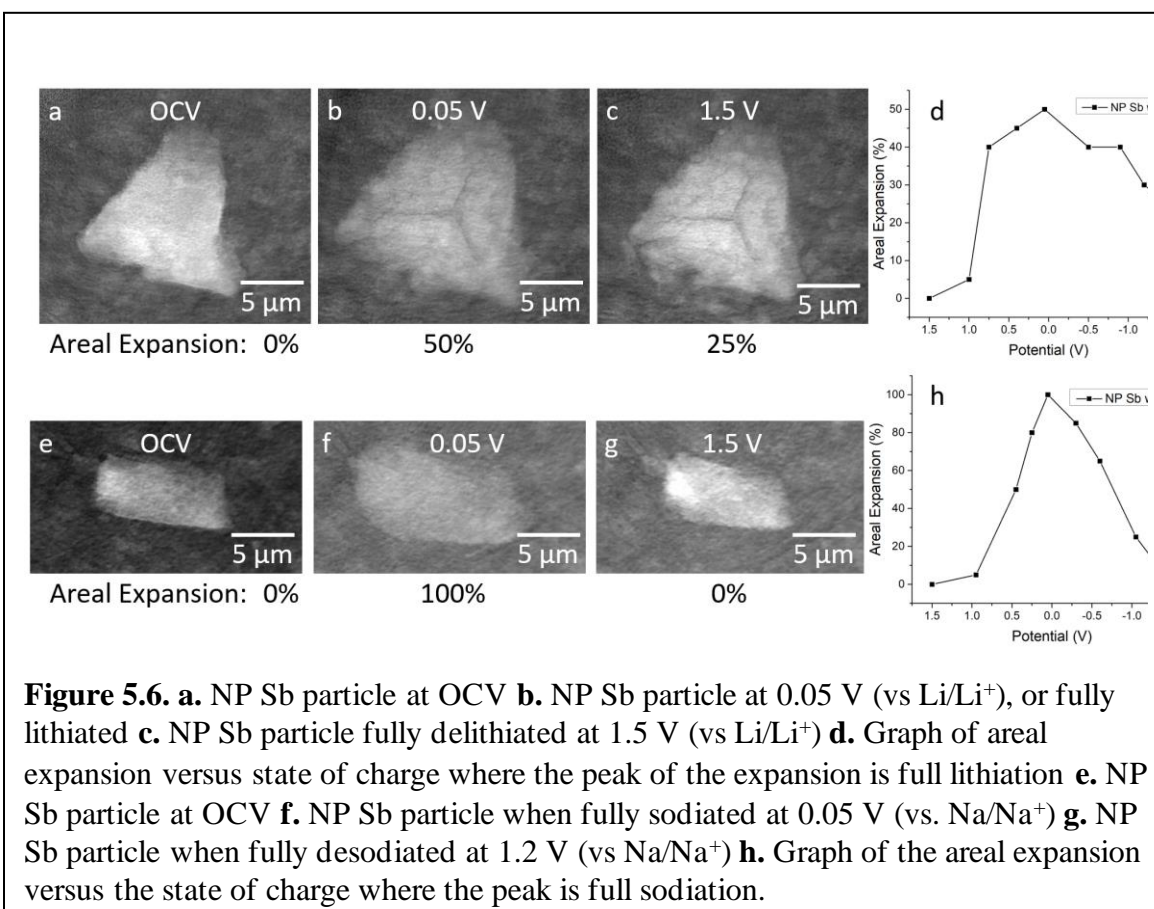 a OCV b 0.05 V c 1.5 V d
5 µm 5 µm 5 µm
Areal Expansion: 0% 50% 25%
NP Sb
Areal Expansion (%)
50
40
30
20
10
0
1.5 1.0 0.5 0.0 -0.5 -1.0
Potential (V)
e OCV f 0.05 V g 1.5 V h
5 µm 5 µm 5 µm
Areal Expansion: 0% 100% 0%
NP Sb
Areal Expansion (%)
100
80
60
40
20
0
1.5 1.0 0.5 0.0 -0.5 -1.0
Potential (V)
Figure 5.6. a. NP Sb particle at OCV b. NP Sb particle at 0.05 V (vs Li/Li⁺), or fully
lithiated c. NP Sb particle fully delithiated at 1.5 V (vs Li/Li⁺) d. Graph of areal
expansion versus state of charge where the peak of the expansion is full lithiation e. NP
Sb particle at OCV f. NP Sb particle when fully sodiated at 0.05 V (vs. Na/Na⁺) g. NP
Sb particle when fully desodiated at 1.2 V (vs Na/Na⁺) h. Graph of the areal expansion
versus the state of charge where the peak is full sodiation.